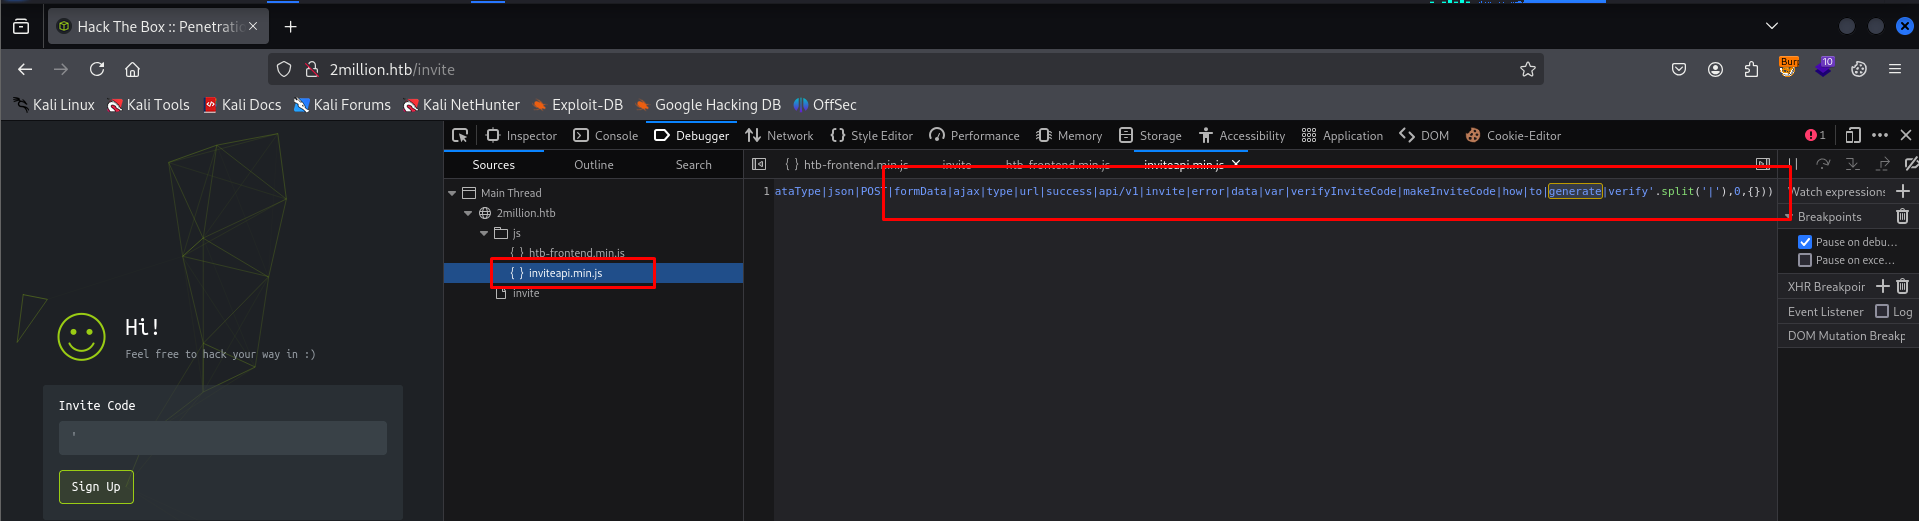 Hack The Box :: Penetratio
2million.htb/invite
Burp
10
Kali Linux
Kali Tools
Kali Docs
Kali Forums
Kali NetHunter
Exploit-DB
Google Hacking DB
OffSec
Inspector
Console
Debugger
Network
Style Editor
Performance
Memory
Storage
Accessibility
Application
DOM
Cookie-Editor
1
Sources
Outline
Search
{ } htb-frontend.min.js
invite
htb-frontend.min.js
inviteapi.min.js
Main Thread
2million.htb
js
{ } htb-frontend.min.js
{ } inviteapi.min.js
invite
1 ataType|json|POST|formData|ajax|type|url|success|api/v1|invite|error|data|var|verifyInviteCode|makeInviteCode|how|to|generate|verify'.split('|'),0,{}))
Watch expressions
Breakpoints
Pause on debu...
Pause on exce...
XHR Breakpoir
Event Listener
Log
DOM Mutation Breakp
Hi!
Feel free to hack your way in :)
Invite Code
'
Sign Up